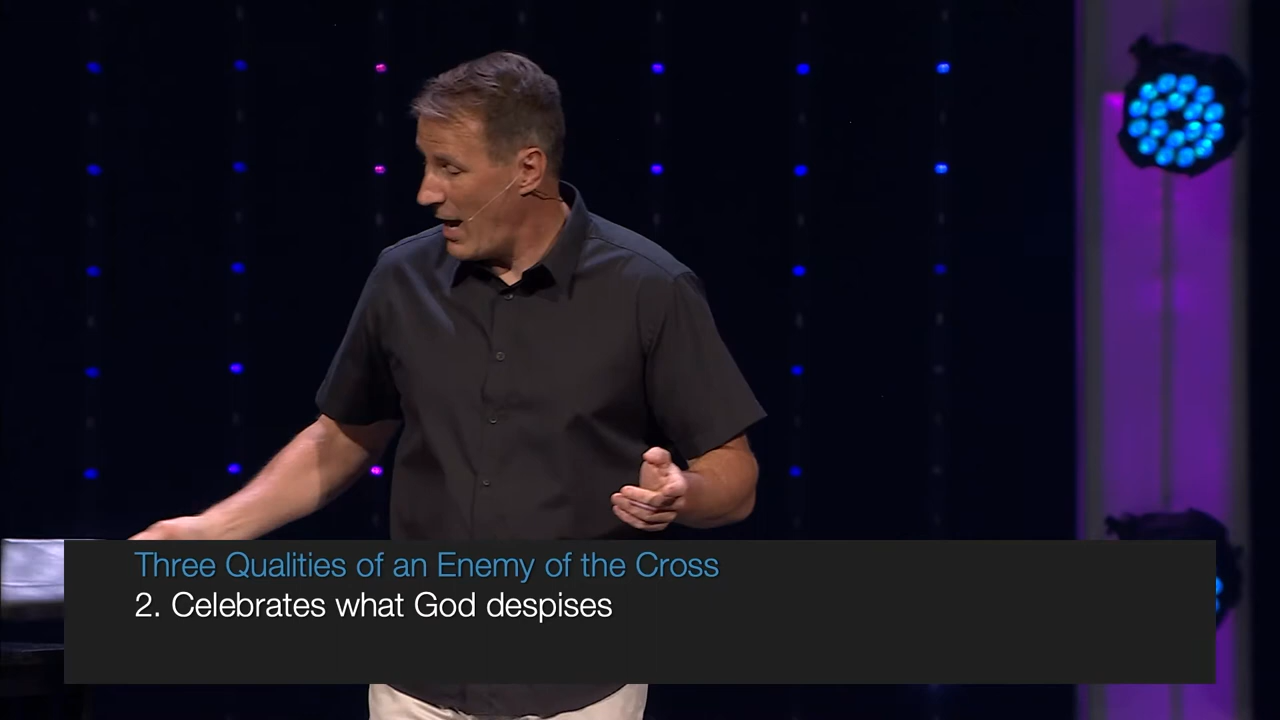 Three Qualities of an Enemy of the Cross
2. Celebrates what God despises